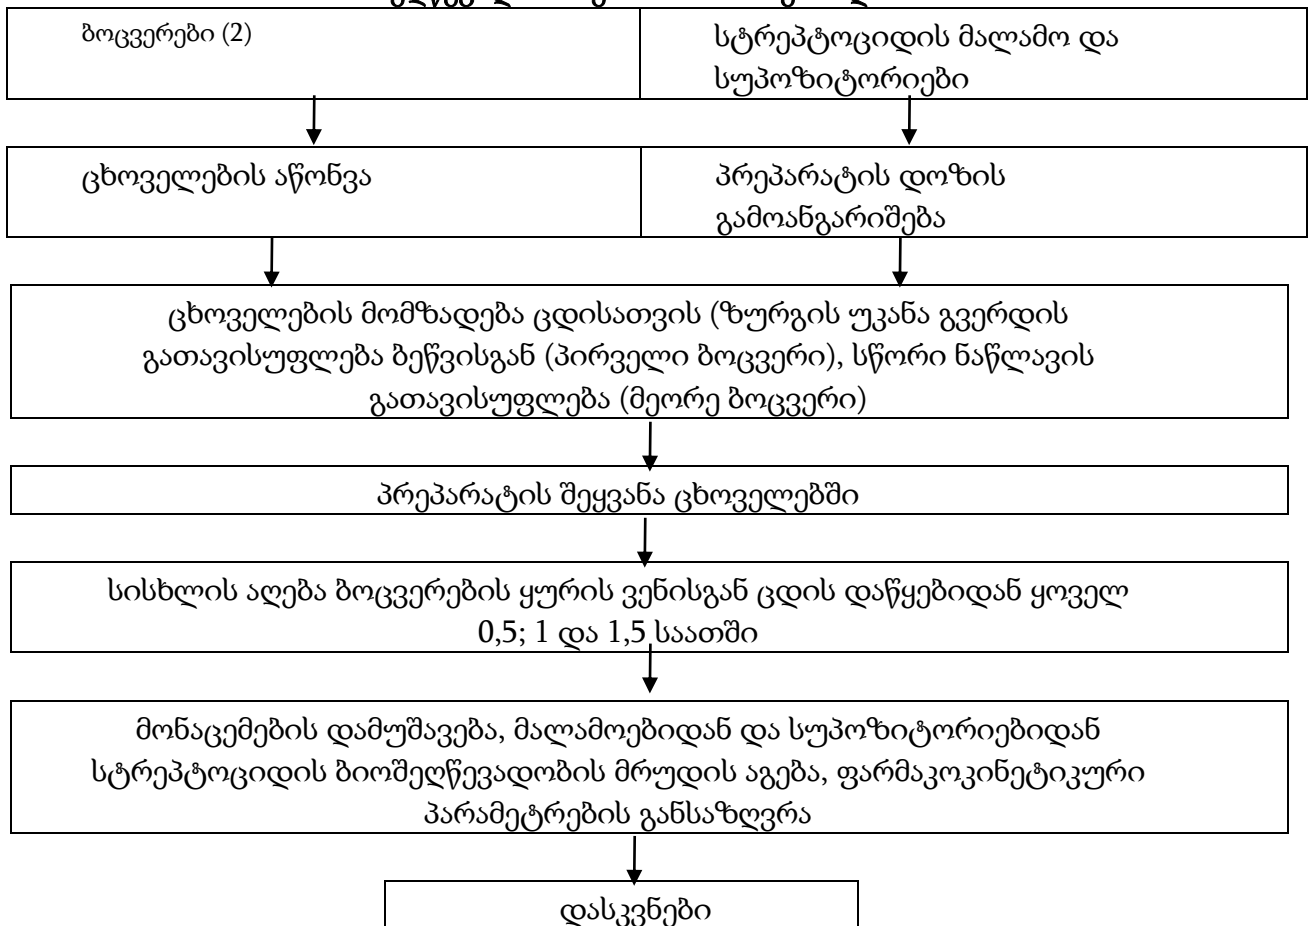 ბოცვერები (2)
სტრეპტოციდის მალამო და
სუპოზიტორიები
ცხოველების აწონვა
პრეპარატის დოზის
გამოანგარიშება
ცხოველების მომზადება ცდისათვის (ზურგის უკანა გვერდის
გათავისუფლება ბეწვისგან (პირველი ბოცვერი), სწორი ნაწლავის
გათავისუფლება (მეორე ბოცვერი)
პრეპარატის შეყვანა ცხოველებში
სისხლის აღება ბოცვერების ყურის ვენისგან ცდის დაწყებიდან ყოველ
0,5; 1 და 1,5 საათში
მონაცემების დამუშავება, მალამოებიდან და სუპოზიტორიებიდან
სტრეპტოციდის ბიოშეღწევადობის მრუდის აგება, ფარმაკოკინეტიკური
პარამეტრების განსაზღვრა
დასკვნები